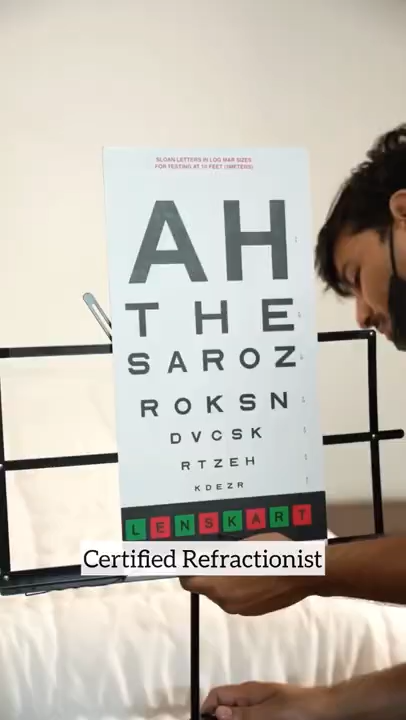 SLOAN LETTERS IN LOG MAR SIZES
FOR TESTING AT 10 FEET (3METERS)
AH
THE
SAROZ
ROKSN
DVCSK
RTZEH
KDEZR
LENSKART
Certified Refractionist